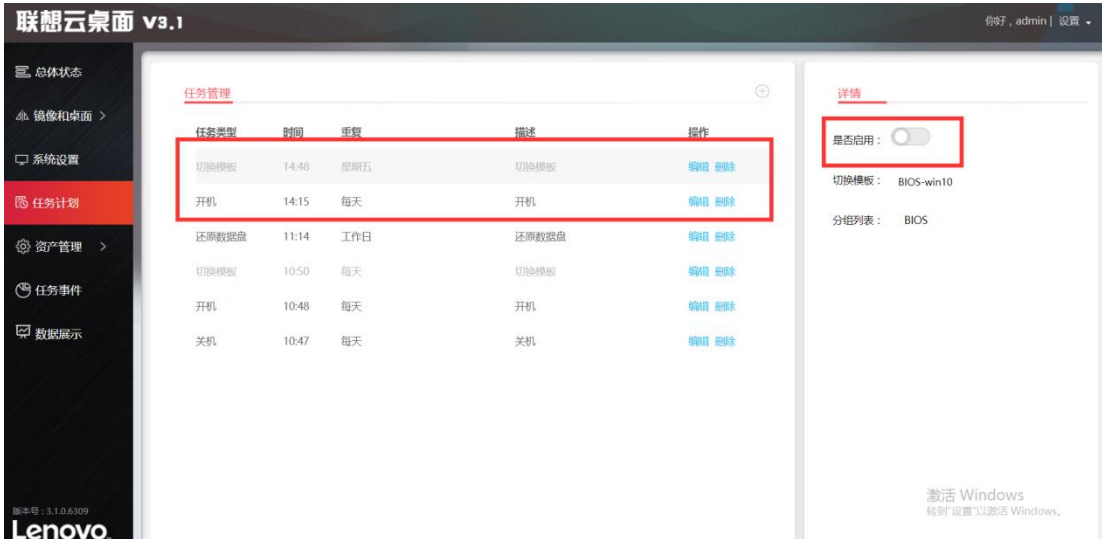 联想云桌面 V3.1
你好，admin | 设置
总体状态
镜像和桌面
系统设置
任务计划
资产管理
任务事件
数据展示
版本号：3.1.0.6309
Lenovo
任务管理
任务类型 时间 重复 描述 操作
切换模板 14:48 星期五 切换模板 编辑 删除
开机 14:15 每天 开机 编辑 删除
还原数据盘 11:14 工作日 还原数据盘 编辑 删除
切换模板 10:50 每天 切换模板 编辑 删除
开机 10:48 每天 开机 编辑 删除
关机 10:47 每天 关机 编辑 删除
详情
是否启用：
切换模板： BIOS-win10
分组列表： BIOS
激活 Windows
转到"设置"以激活 Windows。